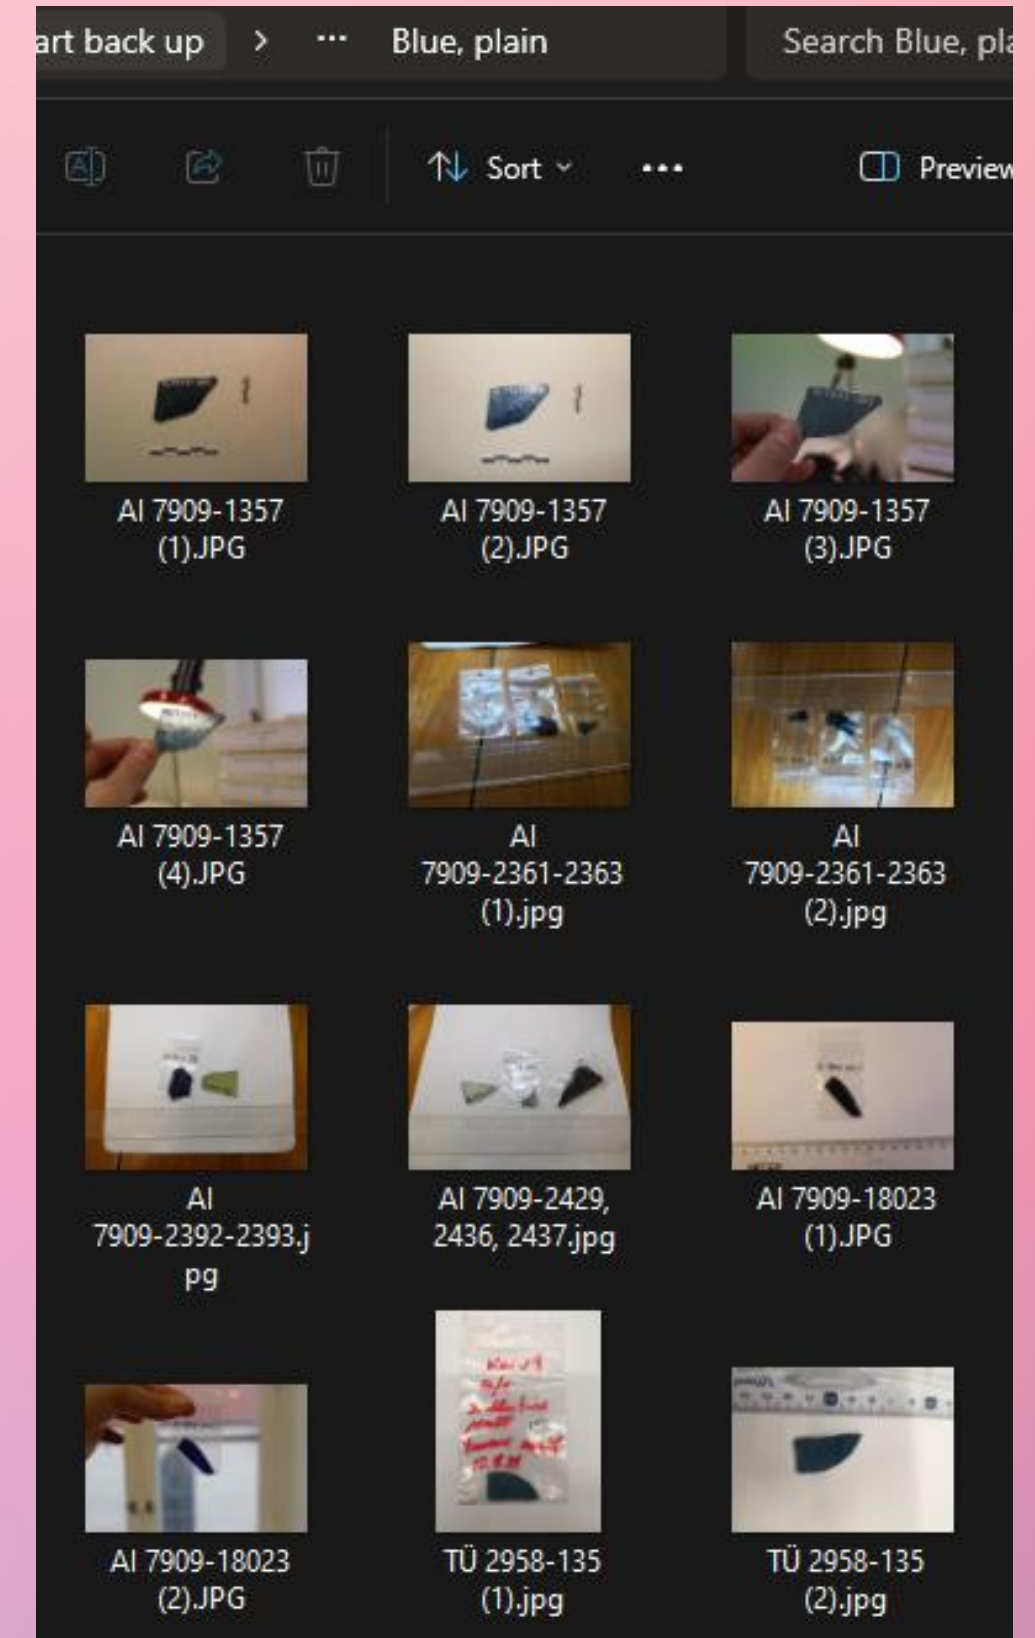 art back up > ... Blue, plain Search Blue, pla
Sort ... Preview
AI 7909-1357 (1).JPG
AI 7909-1357 (2).JPG
AI 7909-1357 (3).JPG
AI 7909-1357 (4).JPG
AI 7909-2361-2363 (1).jpg
AI 7909-2361-2363 (2).jpg
AI 7909-2392-2393.jpg
AI 7909-2429, 2436, 2437.jpg
AI 7909-18023 (1).JPG
AI 7909-18023 (2).JPG
TÜ 2958-135 (1).jpg
TÜ 2958-135 (2).jpg